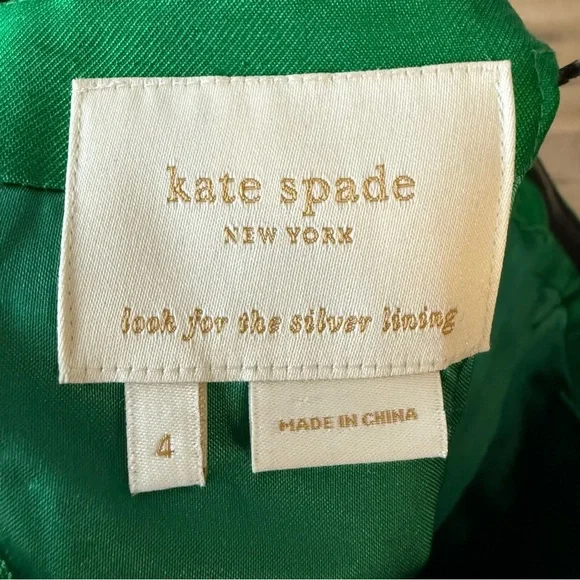 kate spade
NEW YORK
look for the silver lining
4
MADE IN CHINA